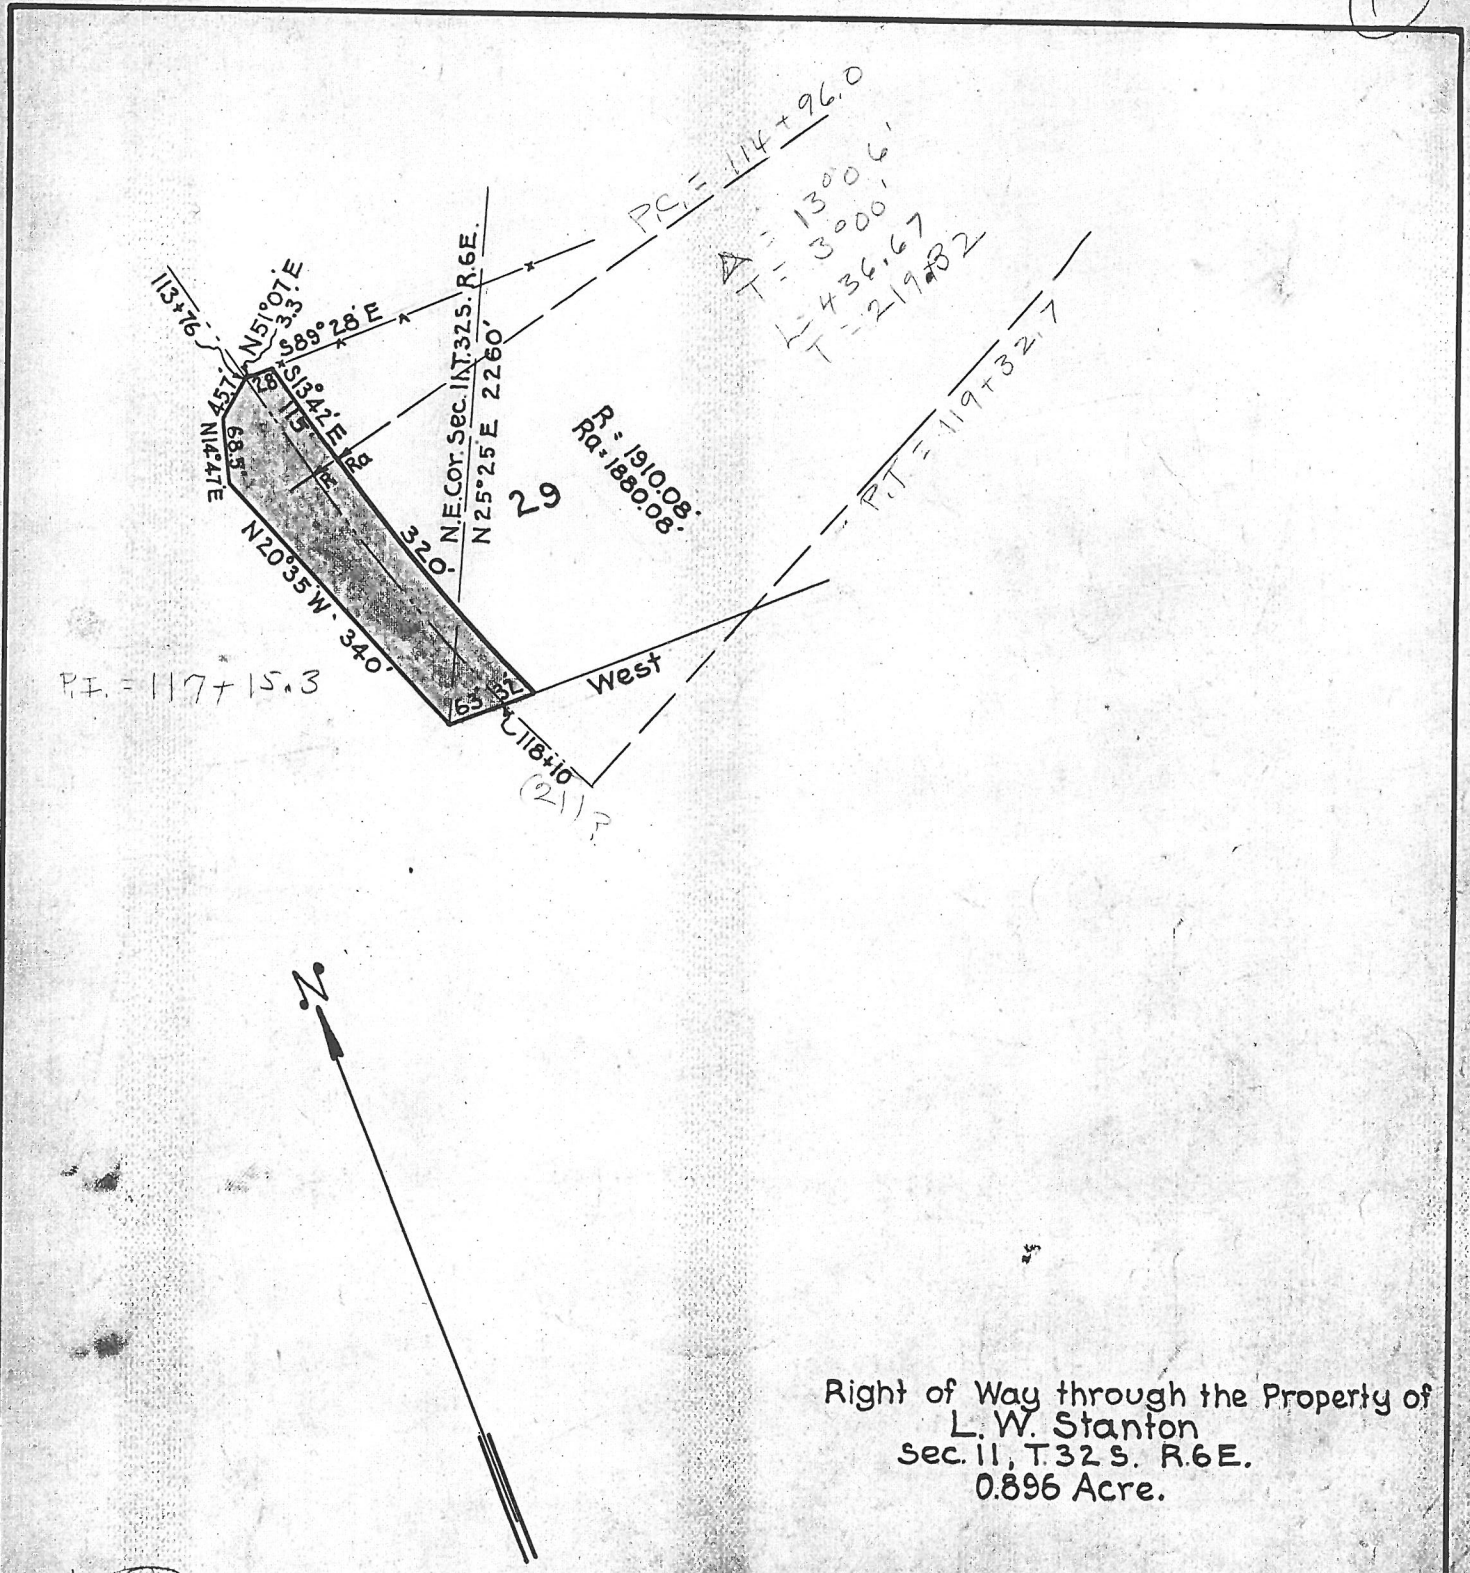 1
P.C. = 114 + 96.0
Δ = 13°06'
T = 3°00'
L = 436.67
T = 219.32
P.T. = 119 + 32.7
113+76
N51°07'E
3.3'
S89°28'E
28'
S13°42'E
115'
45.7'
68.5'
N14°47'E
R
Ra
N.E.Cor. Sec. 11, T.32S. R.6E.
N25°25'E 2260'
R = 1910.08'
Ra = 1880.08'
29
320'
N20°35'W - 340'
P.I. = 117 + 15.3
West
63'
32'
118+10
(21)?
N
Right of Way through the Property of
L. W. Stanton
Sec. 11, T.32 S. R.6E.
0.896 Acre.